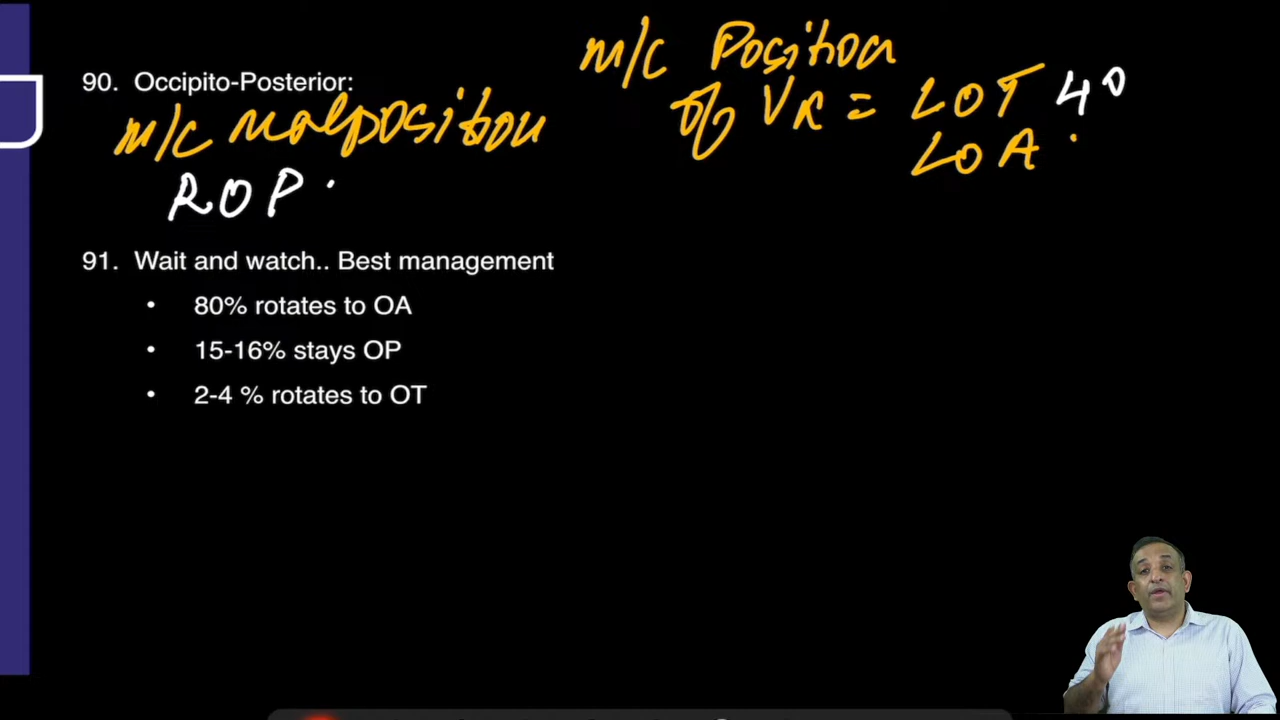 90. Occipito-Posterior:
m/c malposition
ROP.
m/c Position
of VR = LOT 40
LOA.
91. Wait and watch.. Best management
• 80% rotates to OA
• 15-16% stays OP
• 2-4 % rotates to OT